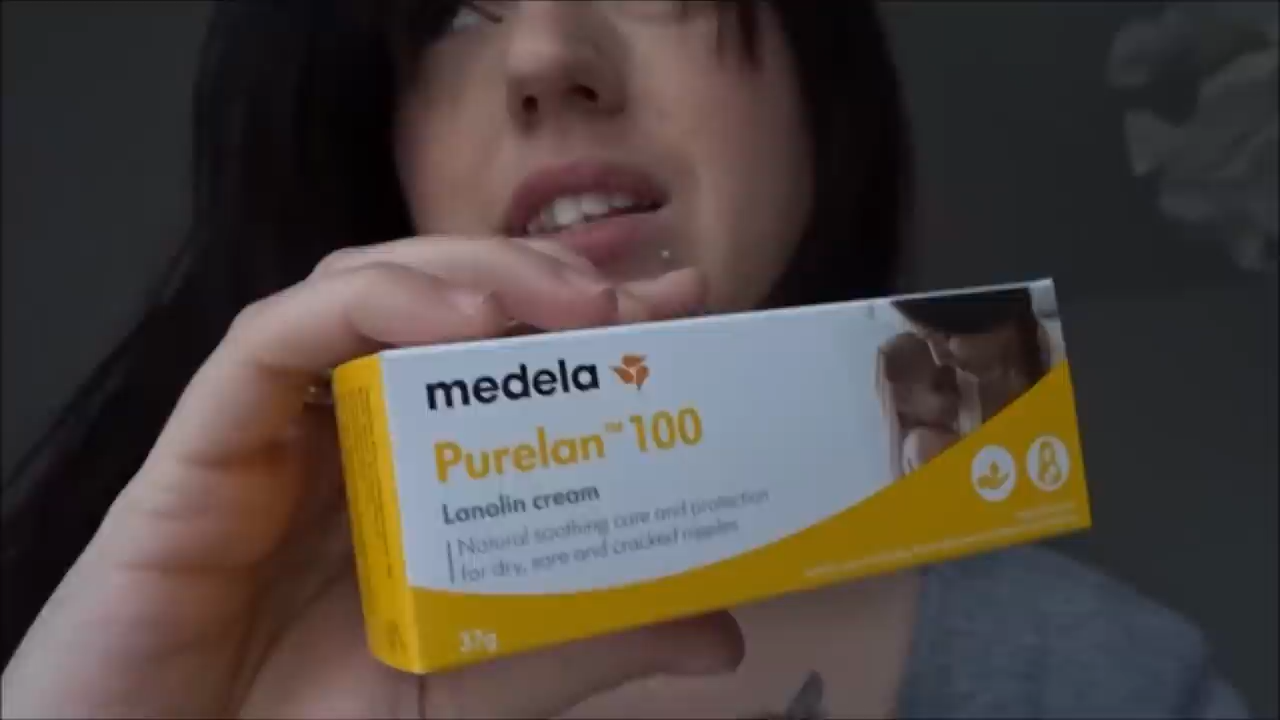 medela
Purelan™ 100
Lanolin cream
Natural soothing care and protection
for dry, sore and cracked nipples
37g